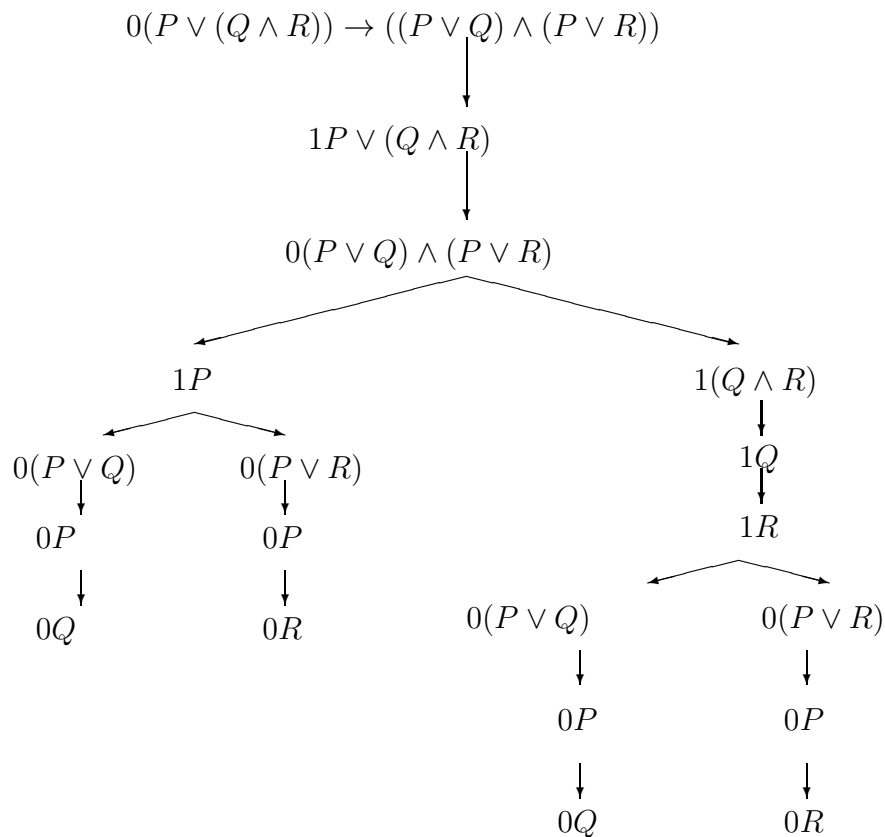 0(P ∨ (Q ∧ R)) → ((P ∨ Q) ∧ (P ∨ R))
1P ∨ (Q ∧ R)
0(P ∨ Q) ∧ (P ∨ R)
1P 1(Q ∧ R)
0(P ∨ Q) 0(P ∨ R) 1Q
0P 0P 1R
0Q 0R 0(P ∨ Q) 0(P ∨ R)
0P 0P
0Q 0R